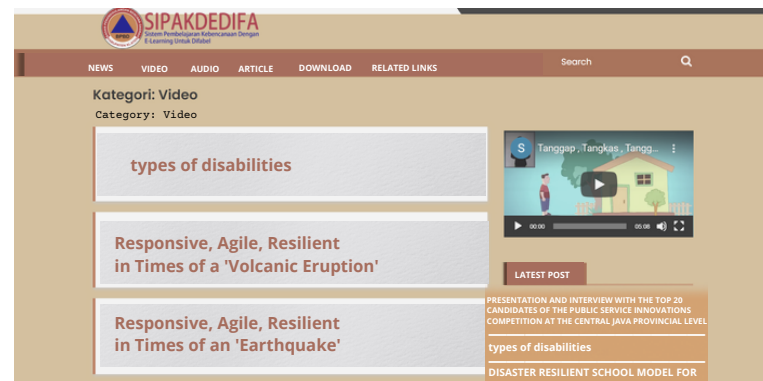 SIPAKDEDIFA
Sistem Pembelajaran Kebencanaan Dengan
E-Learning Untuk Difabel
BPBD
NEWS VIDEO AUDIO ARTICLE DOWNLOAD RELATED LINKS Search
Kategori: Video
Category: Video
types of disabilities
Responsive, Agile, Resilient
in Times of a 'Volcanic Eruption'
Responsive, Agile, Resilient
in Times of an 'Earthquake'
S Tanggap , Tangkas , Tangg...
00:00 05:08
LATEST POST
PRESENTATION AND INTERVIEW WITH THE TOP 20
CANDIDATES OF THE PUBLIC SERVICE INNOVATIONS
COMPETITION AT THE CENTRAL JAVA PROVINCIAL LEVEL
types of disabilities
DISASTER RESILIENT SCHOOL MODEL FOR